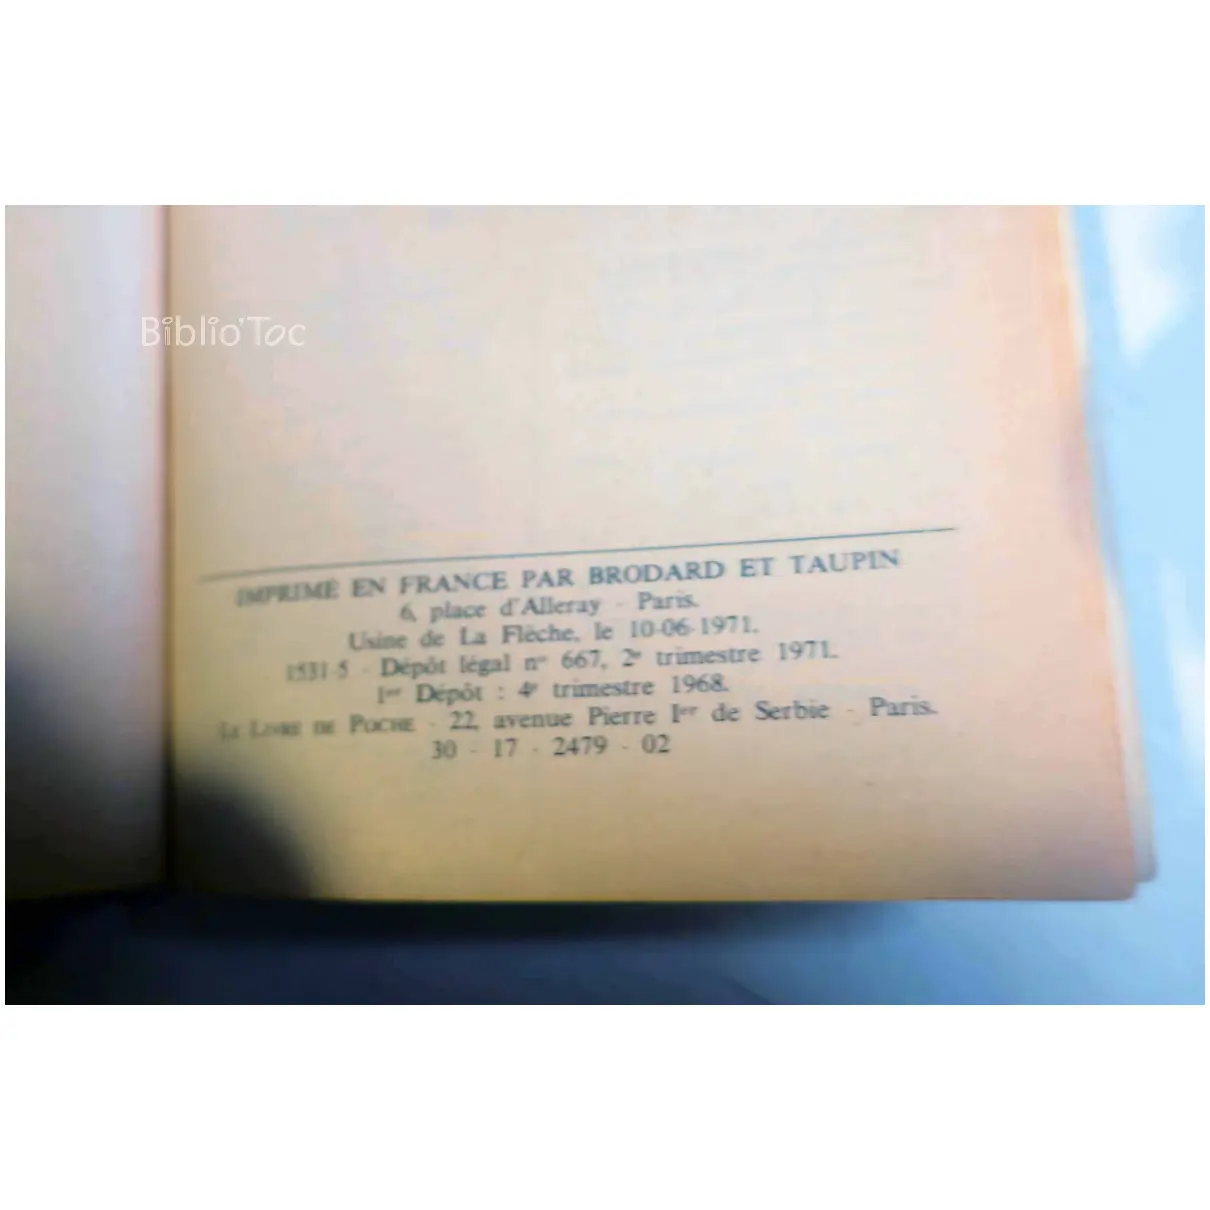 Biblio'Toc
IMPRIMÉ EN FRANCE PAR BRODARD ET TAUPIN
6, place d'Alleray - Paris.
Usine de La Flèche, le 10-06-1971.
1531-5 - Dépôt légal nº 667, 2e trimestre 1971.
1er Dépôt : 4e trimestre 1968.
LE LIVRE DE POCHE - 22, avenue Pierre Ier de Serbie - Paris.
30 - 17 - 2479 - 02